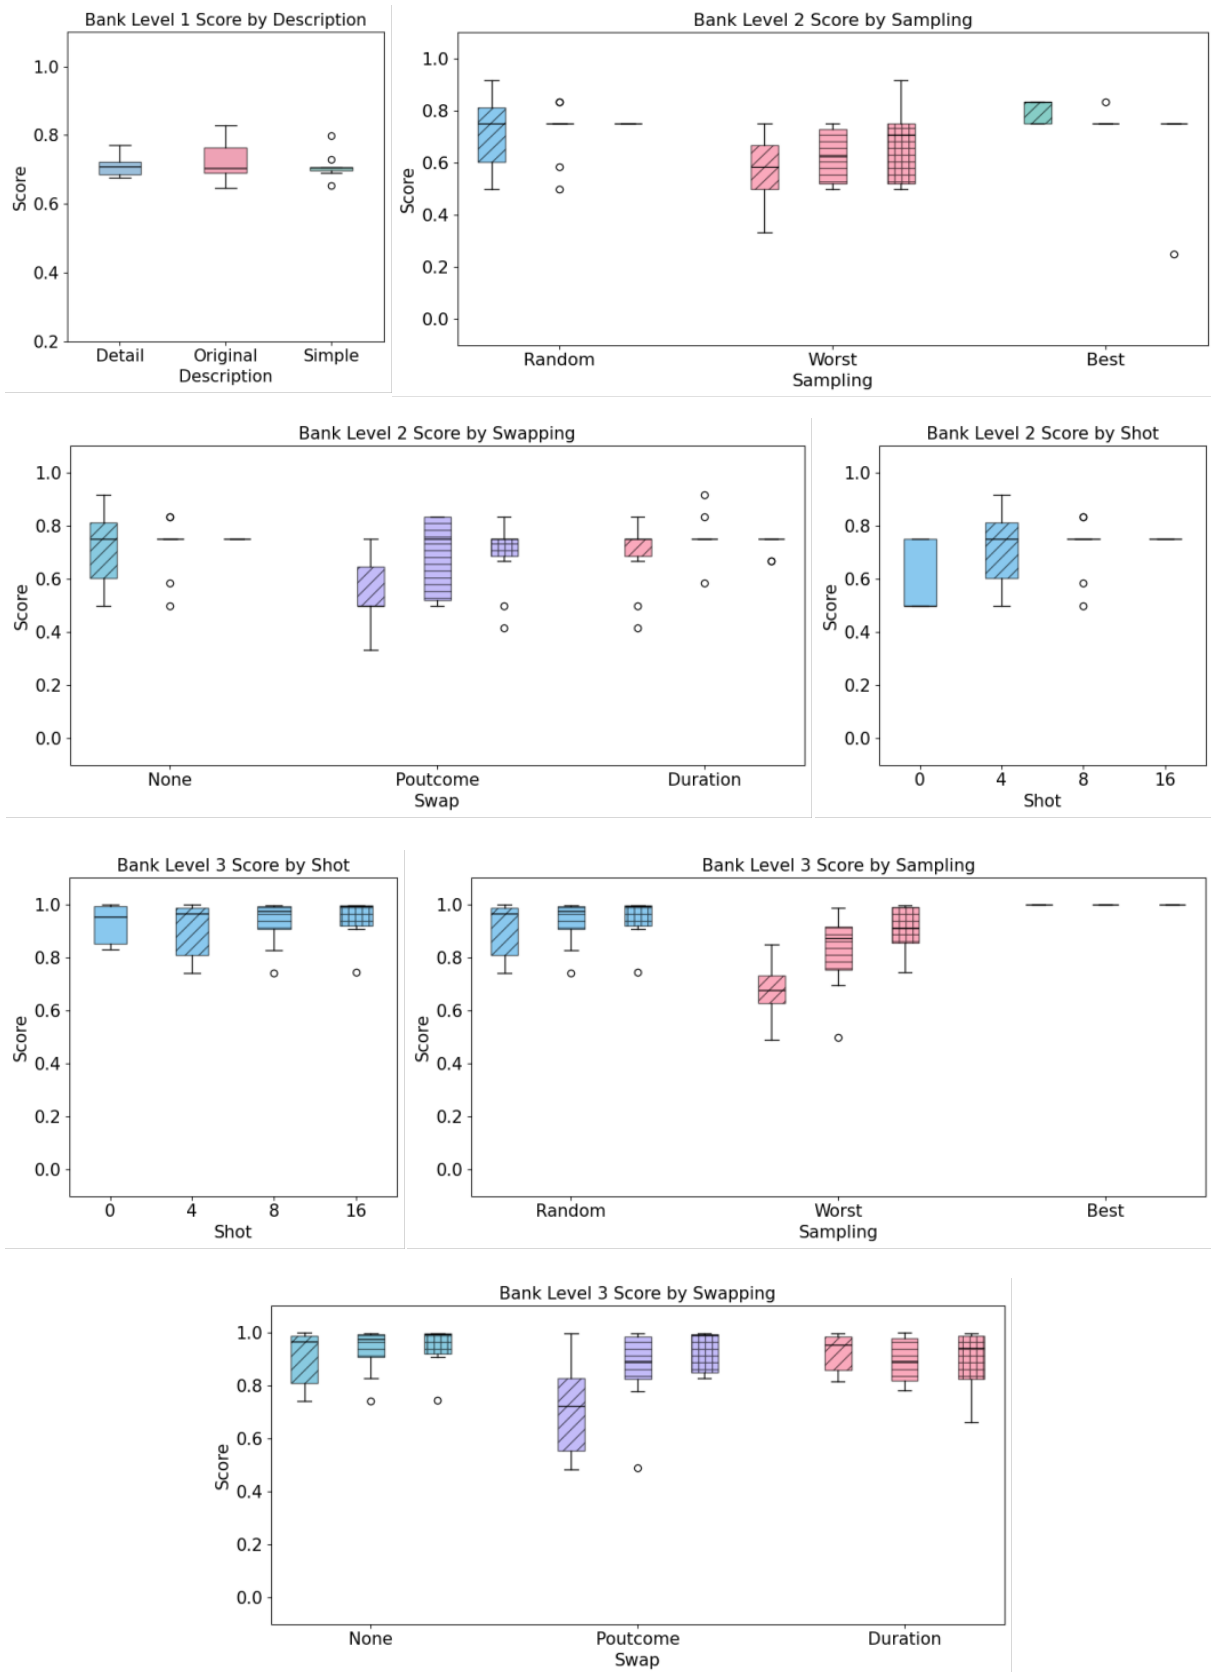 Bank Level 1 Score by Description
Score
1.0
0.8
0.6
0.4
0.2
Detail Original Simple
Description
Bank Level 2 Score by Sampling
Score
1.0
0.8
0.6
0.4
0.2
0.0
Random Worst Best
Sampling
Bank Level 2 Score by Swapping
Score
1.0
0.8
0.6
0.4
0.2
0.0
None Poutcome Duration
Swap
Bank Level 2 Score by Shot
Score
1.0
0.8
0.6
0.4
0.2
0.0
0 4 8 16
Shot
Bank Level 3 Score by Shot
Score
1.0
0.8
0.6
0.4
0.2
0.0
0 4 8 16
Shot
Bank Level 3 Score by Sampling
Score
1.0
0.8
0.6
0.4
0.2
0.0
Random Worst Best
Sampling
Bank Level 3 Score by Swapping
Score
1.0
0.8
0.6
0.4
0.2
0.0
None Poutcome Duration
Swap